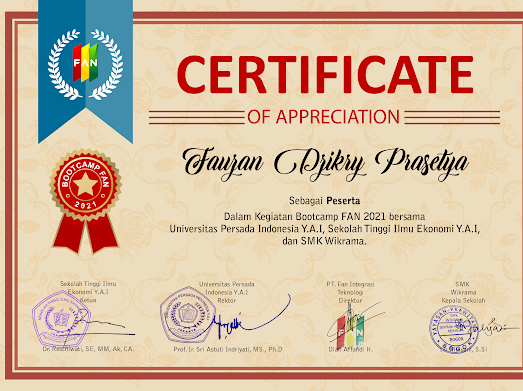 FAN
CERTIFICATE
OF APPRECIATION
Fauzan Dzikry Prasetya
BOOTCAMP FAN
2021
Sebagai Peserta
Dalam Kegiatan Bootcamp FAN 2021 bersama
Universitas Persada Indonesia Y.A.I, Sekolah Tinggi Ilmu Ekonomi Y.A.I,
dan SMK Wikrama.
Sekolah Tinggi Ilmu
Ekonomi Y.A.I
Ketua
Dr. Reschiwati, SE, MM, Ak, CA.
Universitas Persada
Indonesia Y.A.I
Rektor
Prof. Ir. Sri Astuti Indriyati, MS., Ph.D
P.T. Fan Integrasi
Teknologi
Direktur
Dian Affandi H.
SMK
Wikrama
Kepala Sekolah
BOGOR
S.Si)